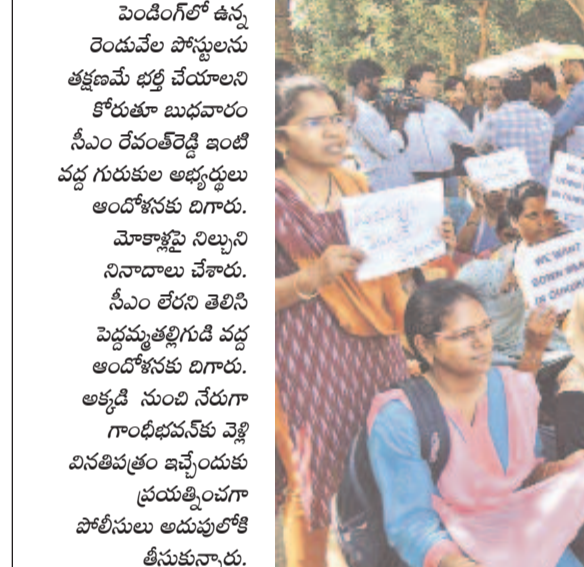 పెండింగ్‌లో ఉన్న
రెండువేల పోస్టులను
తక్షణమే భర్తీ చేయాలని
కోరుతూ బుధవారం
సీఎం రేవంత్‌రెడ్డి ఇంటి
వద్ద గురుకుల అభ్యర్థులు
ఆందోళనకు దిగారు.
మోకాళ్లపై నిల్చుని
నినాదాలు చేశారు.
సీఎం లేరని తెలిసి
పెద్దమ్మతల్లిగుడి వద్ద
ఆందోళనకు దిగారు.
అక్కడి నుంచి నేరుగా
గాంధీభవన్‌కు వెళ్లి
వినతిపత్రం ఇచ్చేందుకు
ప్రయత్నించగా
పోలీసులు అదుపులోకి
తీసుకున్నారు.
WE WANT